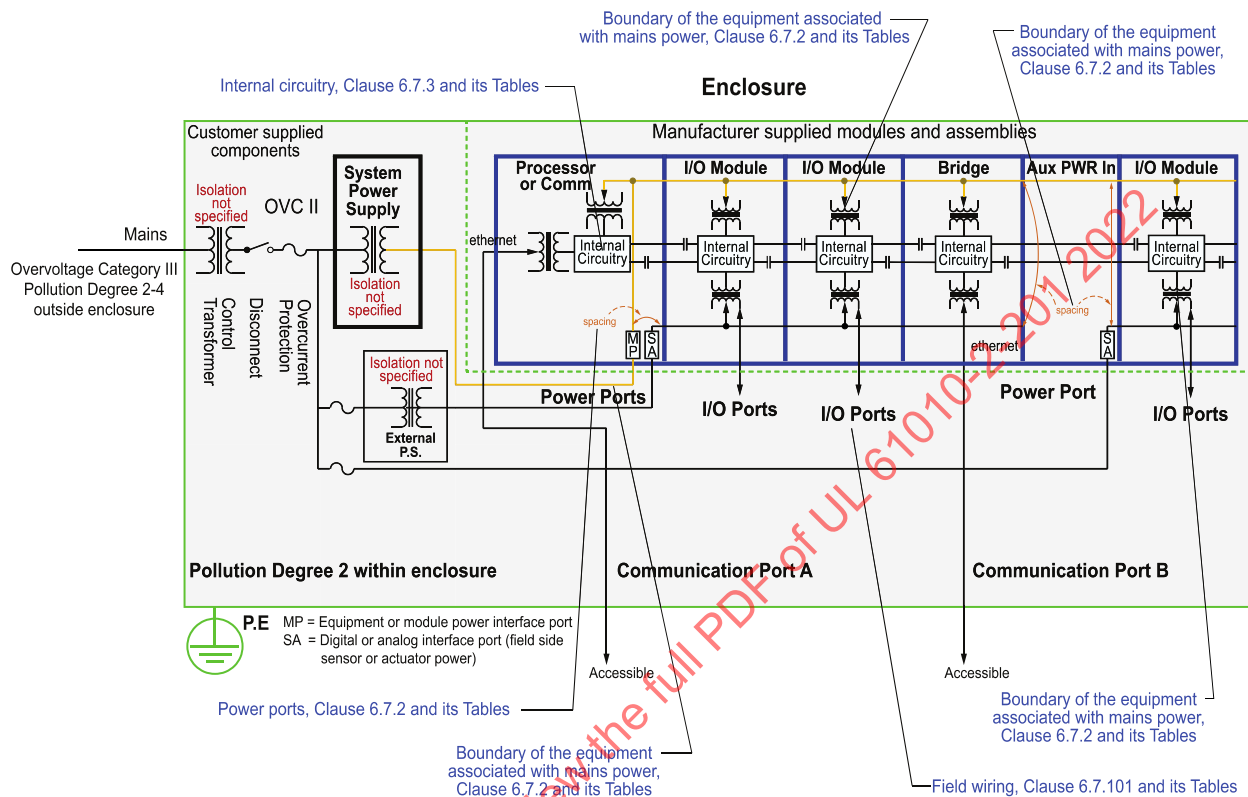 Boundary of the equipment associated
with mains power, Clause 6.7.2 and its Tables
Boundary of the equipment
associated with mains power,
Clause 6.7.2 and its Tables
Internal circuitry, Clause 6.7.3 and its Tables
Enclosure
Customer supplied
components
Manufacturer supplied modules and assemblies
Isolation
not
specified
OVC II
System
Power
Supply
Isolation
not
specified
Processor
or Comm
I/O Module
I/O Module
Bridge
Aux PWR In
I/O Module
Mains
Overvoltage Category III
Pollution Degree 2-4
outside enclosure
Control
Transformer
Disconnect
Overcurrent
Protection
ethernet
Internal
Circuitry
Internal
Circuitry
Internal
Circuitry
Internal
Circuitry
Internal
Circuitry
spacing
spacing
MP
SA
SA
ethernet
Isolation not
specified
External
P.S.
Power Ports
I/O Ports
I/O Ports
Power Port
I/O Ports
Pollution Degree 2 within enclosure
Communication Port A
Communication Port B
P.E
MP = Equipment or module power interface port
SA = Digital or analog interface port (field side
sensor or actuator power)
Accessible
Accessible
Power ports, Clause 6.7.2 and its Tables
Boundary of the equipment
associated with mains power,
Clause 6.7.2 and its Tables
Boundary of the equipment
associated with mains power,
Clause 6.7.2 and its Tables
Field wiring, Clause 6.7.101 and its Tables
the full PDF of UL 61010-2-201 2022